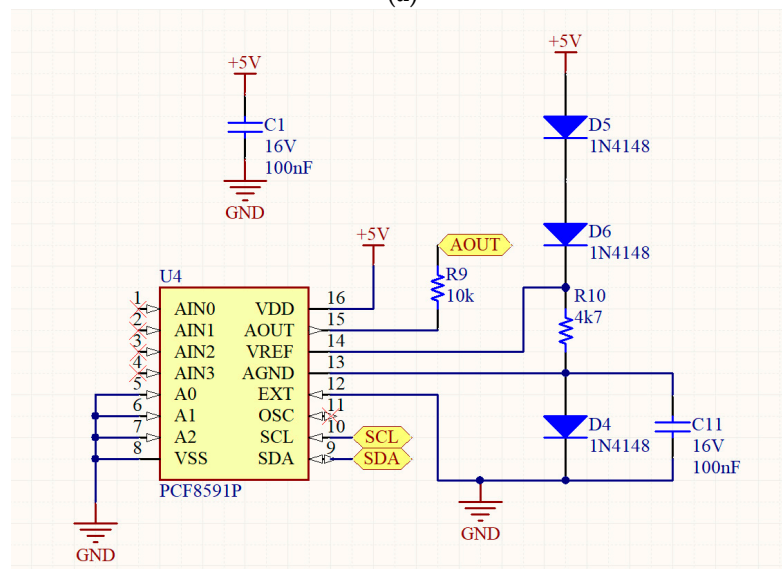 (a)
+5V
C1
16V
100nF
GND
+5V
D5
1N4148
D6
1N4148
+5V
AOUT
R9
10k
R10
4k7
U4
1 AIN0 VDD 16
2 AIN1 AOUT 15
3 AIN2 VREF 14
4 AIN3 AGND 13
5 A0 EXT 12
6 A1 OSC 11
7 A2 SCL 10 SCL
8 VSS SDA 9 SDA
PCF8591P
D4
1N4148
C11
16V
100nF
GND
GND